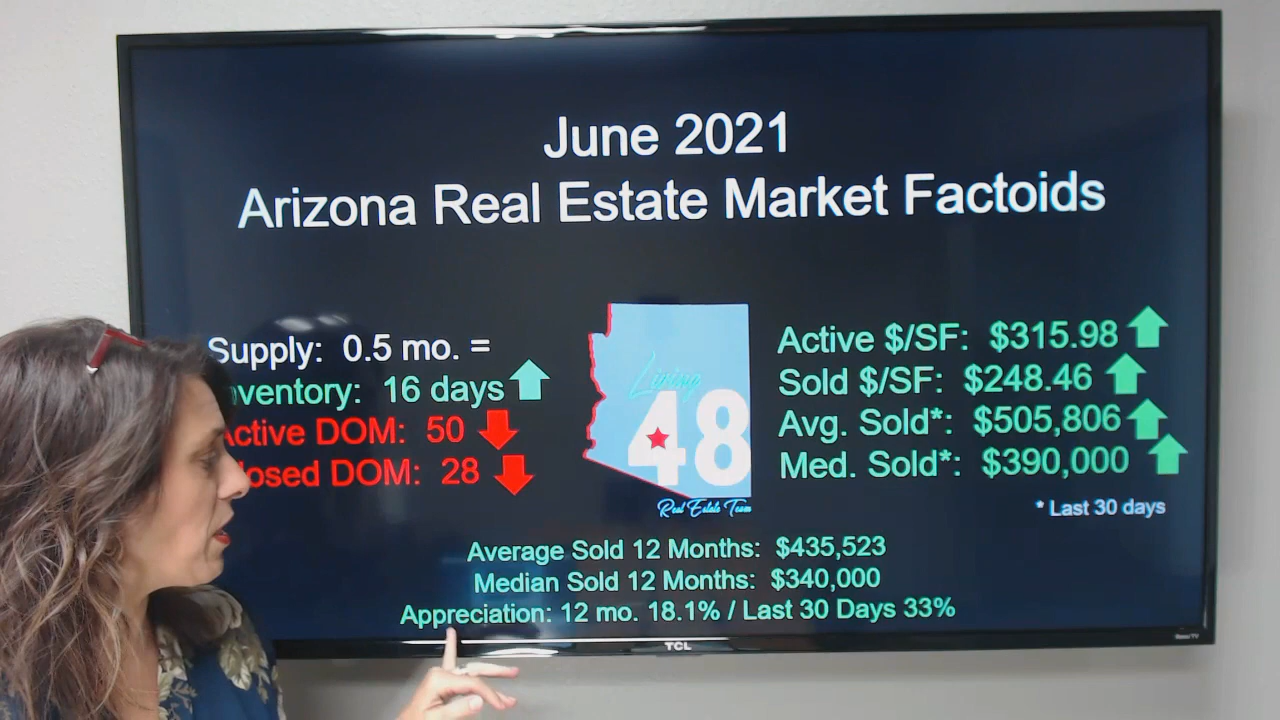 June 2021
Arizona Real Estate Market Factoids
Supply: 0.5 mo. =
nventory: 16 days
Active DOM: 50
losed DOM: 28
Living
48
Real Estate Team
Active $/SF: $315.98
Sold $/SF: $248.46
Avg. Sold*: $505,806
Med. Sold*: $390,000
* Last 30 days
Average Sold 12 Months: $435,523
Median Sold 12 Months: $340,000
Appreciation: 12 mo. 18.1% / Last 30 Days 33%
TCL
Roku TV